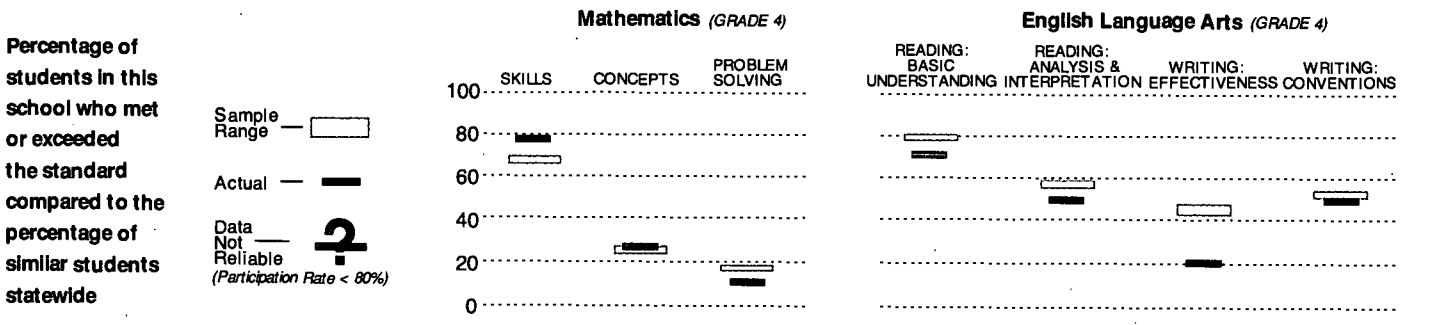 Percentage of
students in this
school who met
or exceeded
the standard
compared to the
percentage of
similar students
statewide
Sample
Range
Actual
Data
Not
Reliable
?
(Participation Rate < 80%)
Mathematics (GRADE 4)
SKILLS
CONCEPTS
PROBLEM
SOLVING
100
80
60
40
20
0
English Language Arts (GRADE 4)
READING:
BASIC
UNDERSTANDING
READING:
ANALYSIS &
INTERPRETATION
WRITING:
EFFECTIVENESS
WRITING:
CONVENTIONS